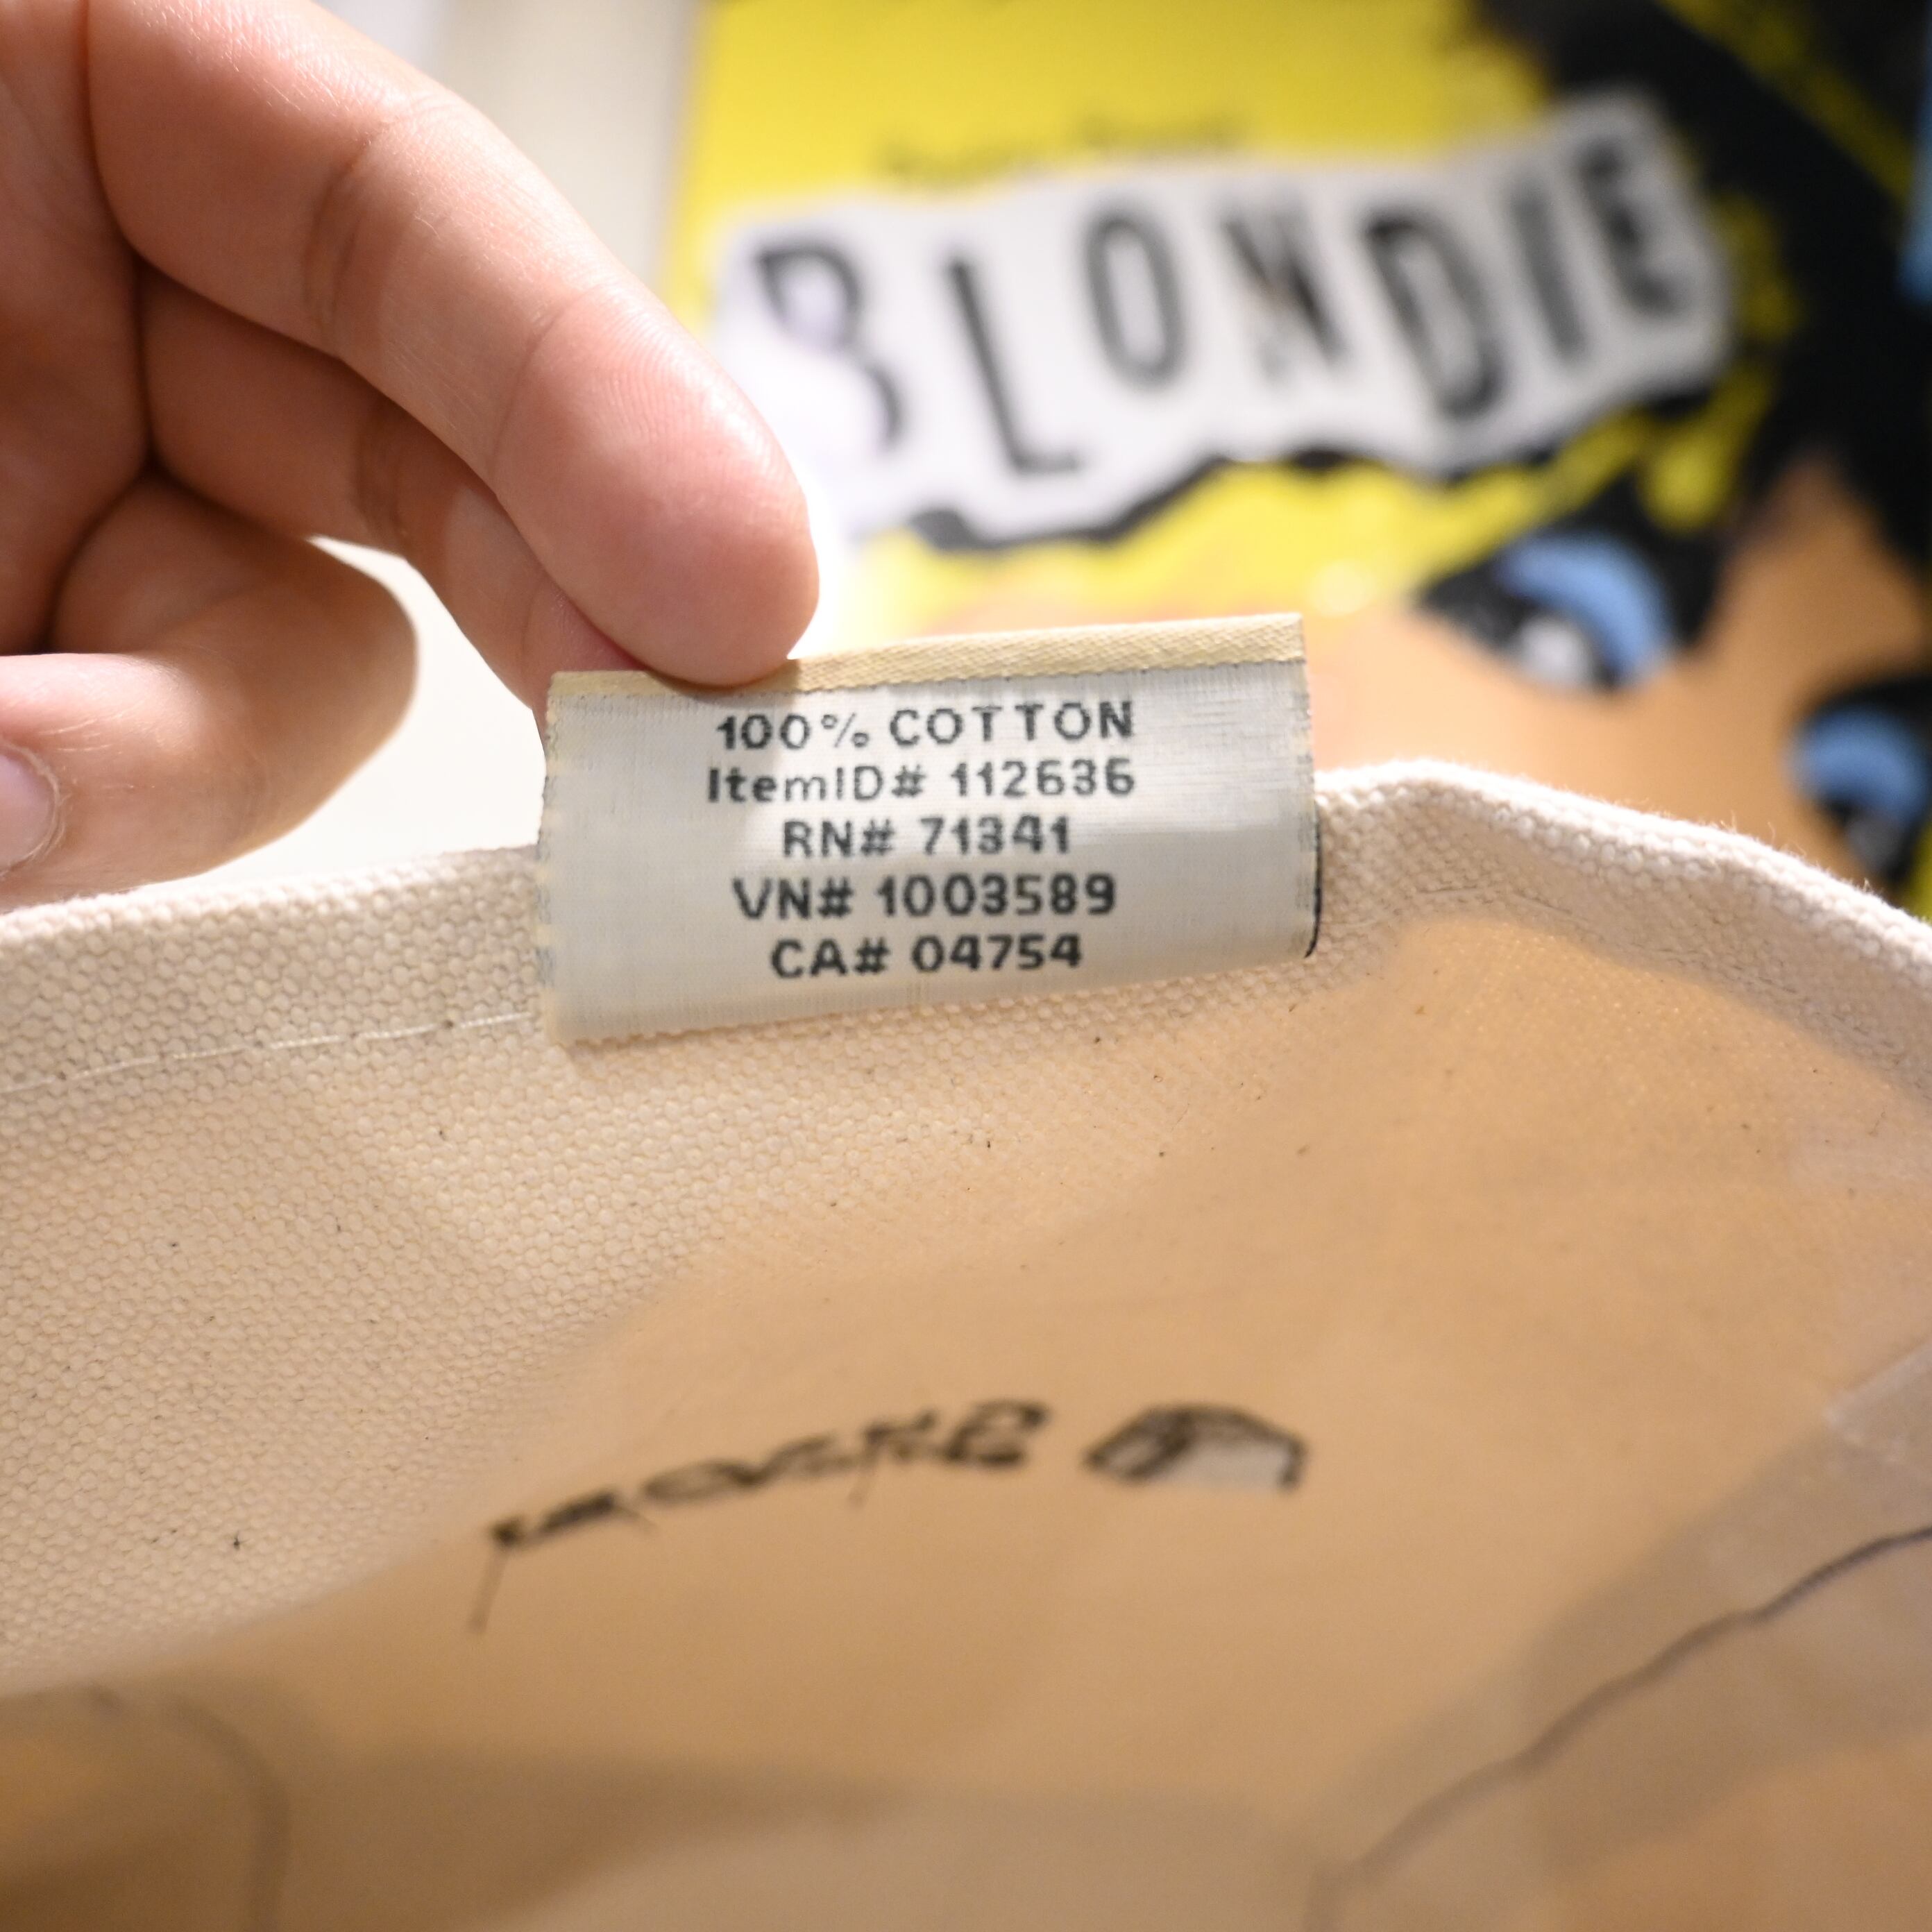 BLONDIE
100% COTTON
ItemID# 112636
RN# 71341
VN# 1003589
CA# 04754